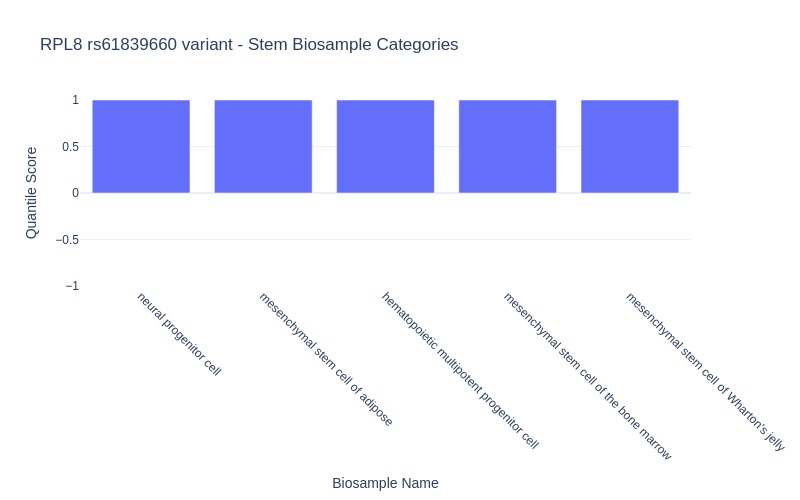 RPL8 rs61839660 variant - Stem Biosample Categories
Quantile Score
1
0.5
0
−0.5
−1
neural progenitor cell
mesenchymal stem cell of adipose
hematopoietic multipotent progenitor cell
mesenchymal stem cell of the bone marrow
mesenchymal stem cell of Wharton's jelly
Biosample Name